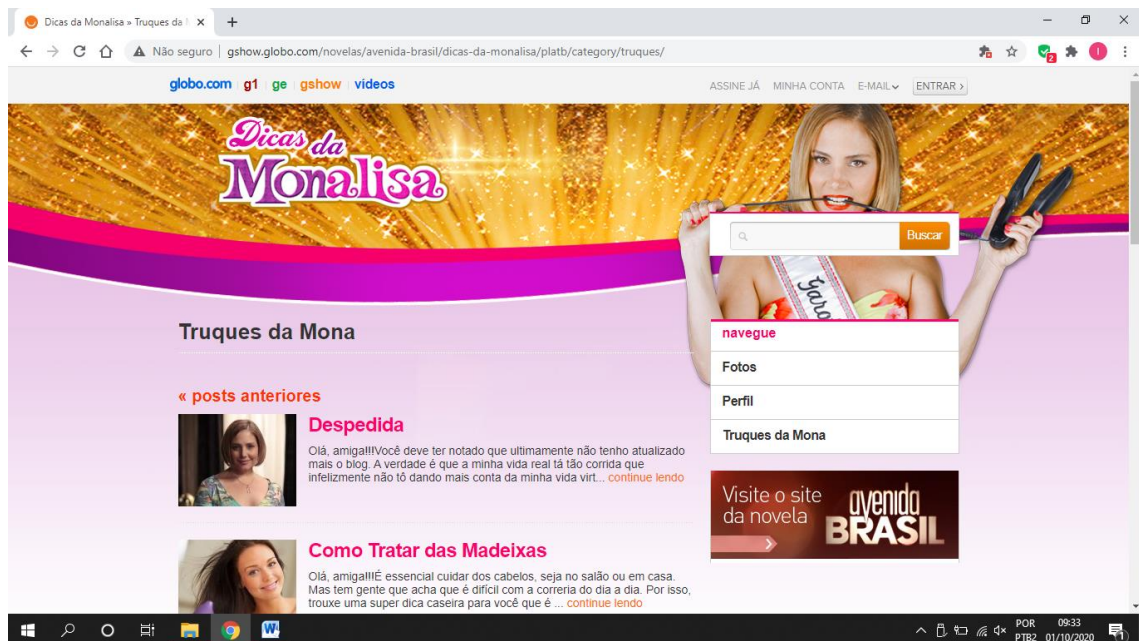 Dicas da Monalisa » Truques da
Não seguro | gshow.globo.com/novelas/avenida-brasil/dicas-da-monalisa/platb/category/truques/
globo.com g1 ge gshow videos
ASSINE JÁ MINHA CONTA E-MAIL ENTRAR
Dicas da
Monalisa
Buscar
Garo
Truques da Mona
navegue
Fotos
Perfil
Truques da Mona
« posts anteriores
Despedida
Olá, amiga!!!Você deve ter notado que ultimamente não tenho atualizado
mais o blog. A verdade é que a minha vida real tá tão corrida que
infelizmente não tô dando mais conta da minha vida virt... continue lendo
Visite o site
da novela
avenida
BRASIL
Como Tratar das Madeixas
Olá, amiga!!!É essencial cuidar dos cabelos, seja no salão ou em casa.
Mas tem gente que acha que é difícil com a correria do dia a dia. Por isso,
trouxe uma super dica caseira para você que é ... continue lendo
POR 09:33
PTB2 01/10/2020